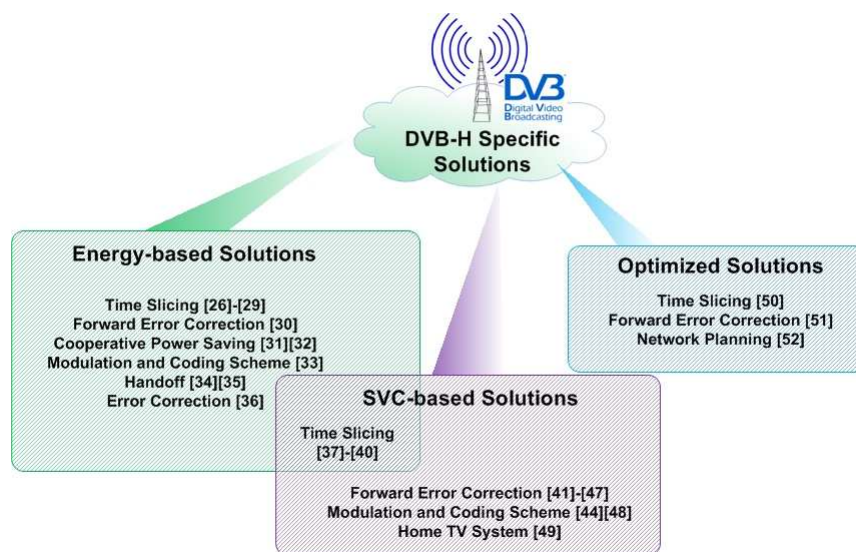 DVB
Digital Video
Broadcasting
DVB-H Specific
Solutions
Energy-based Solutions
Time Slicing [26]-[29]
Forward Error Correction [30]
Cooperative Power Saving [31][32]
Modulation and Coding Scheme [33]
Handoff [34][35]
Error Correction [36]
SVC-based Solutions
Time Slicing
[37]-[40]
Forward Error Correction [41]-[47]
Modulation and Coding Scheme [44][48]
Home TV System [49]
Optimized Solutions
Time Slicing [50]
Forward Error Correction [51]
Network Planning [52]